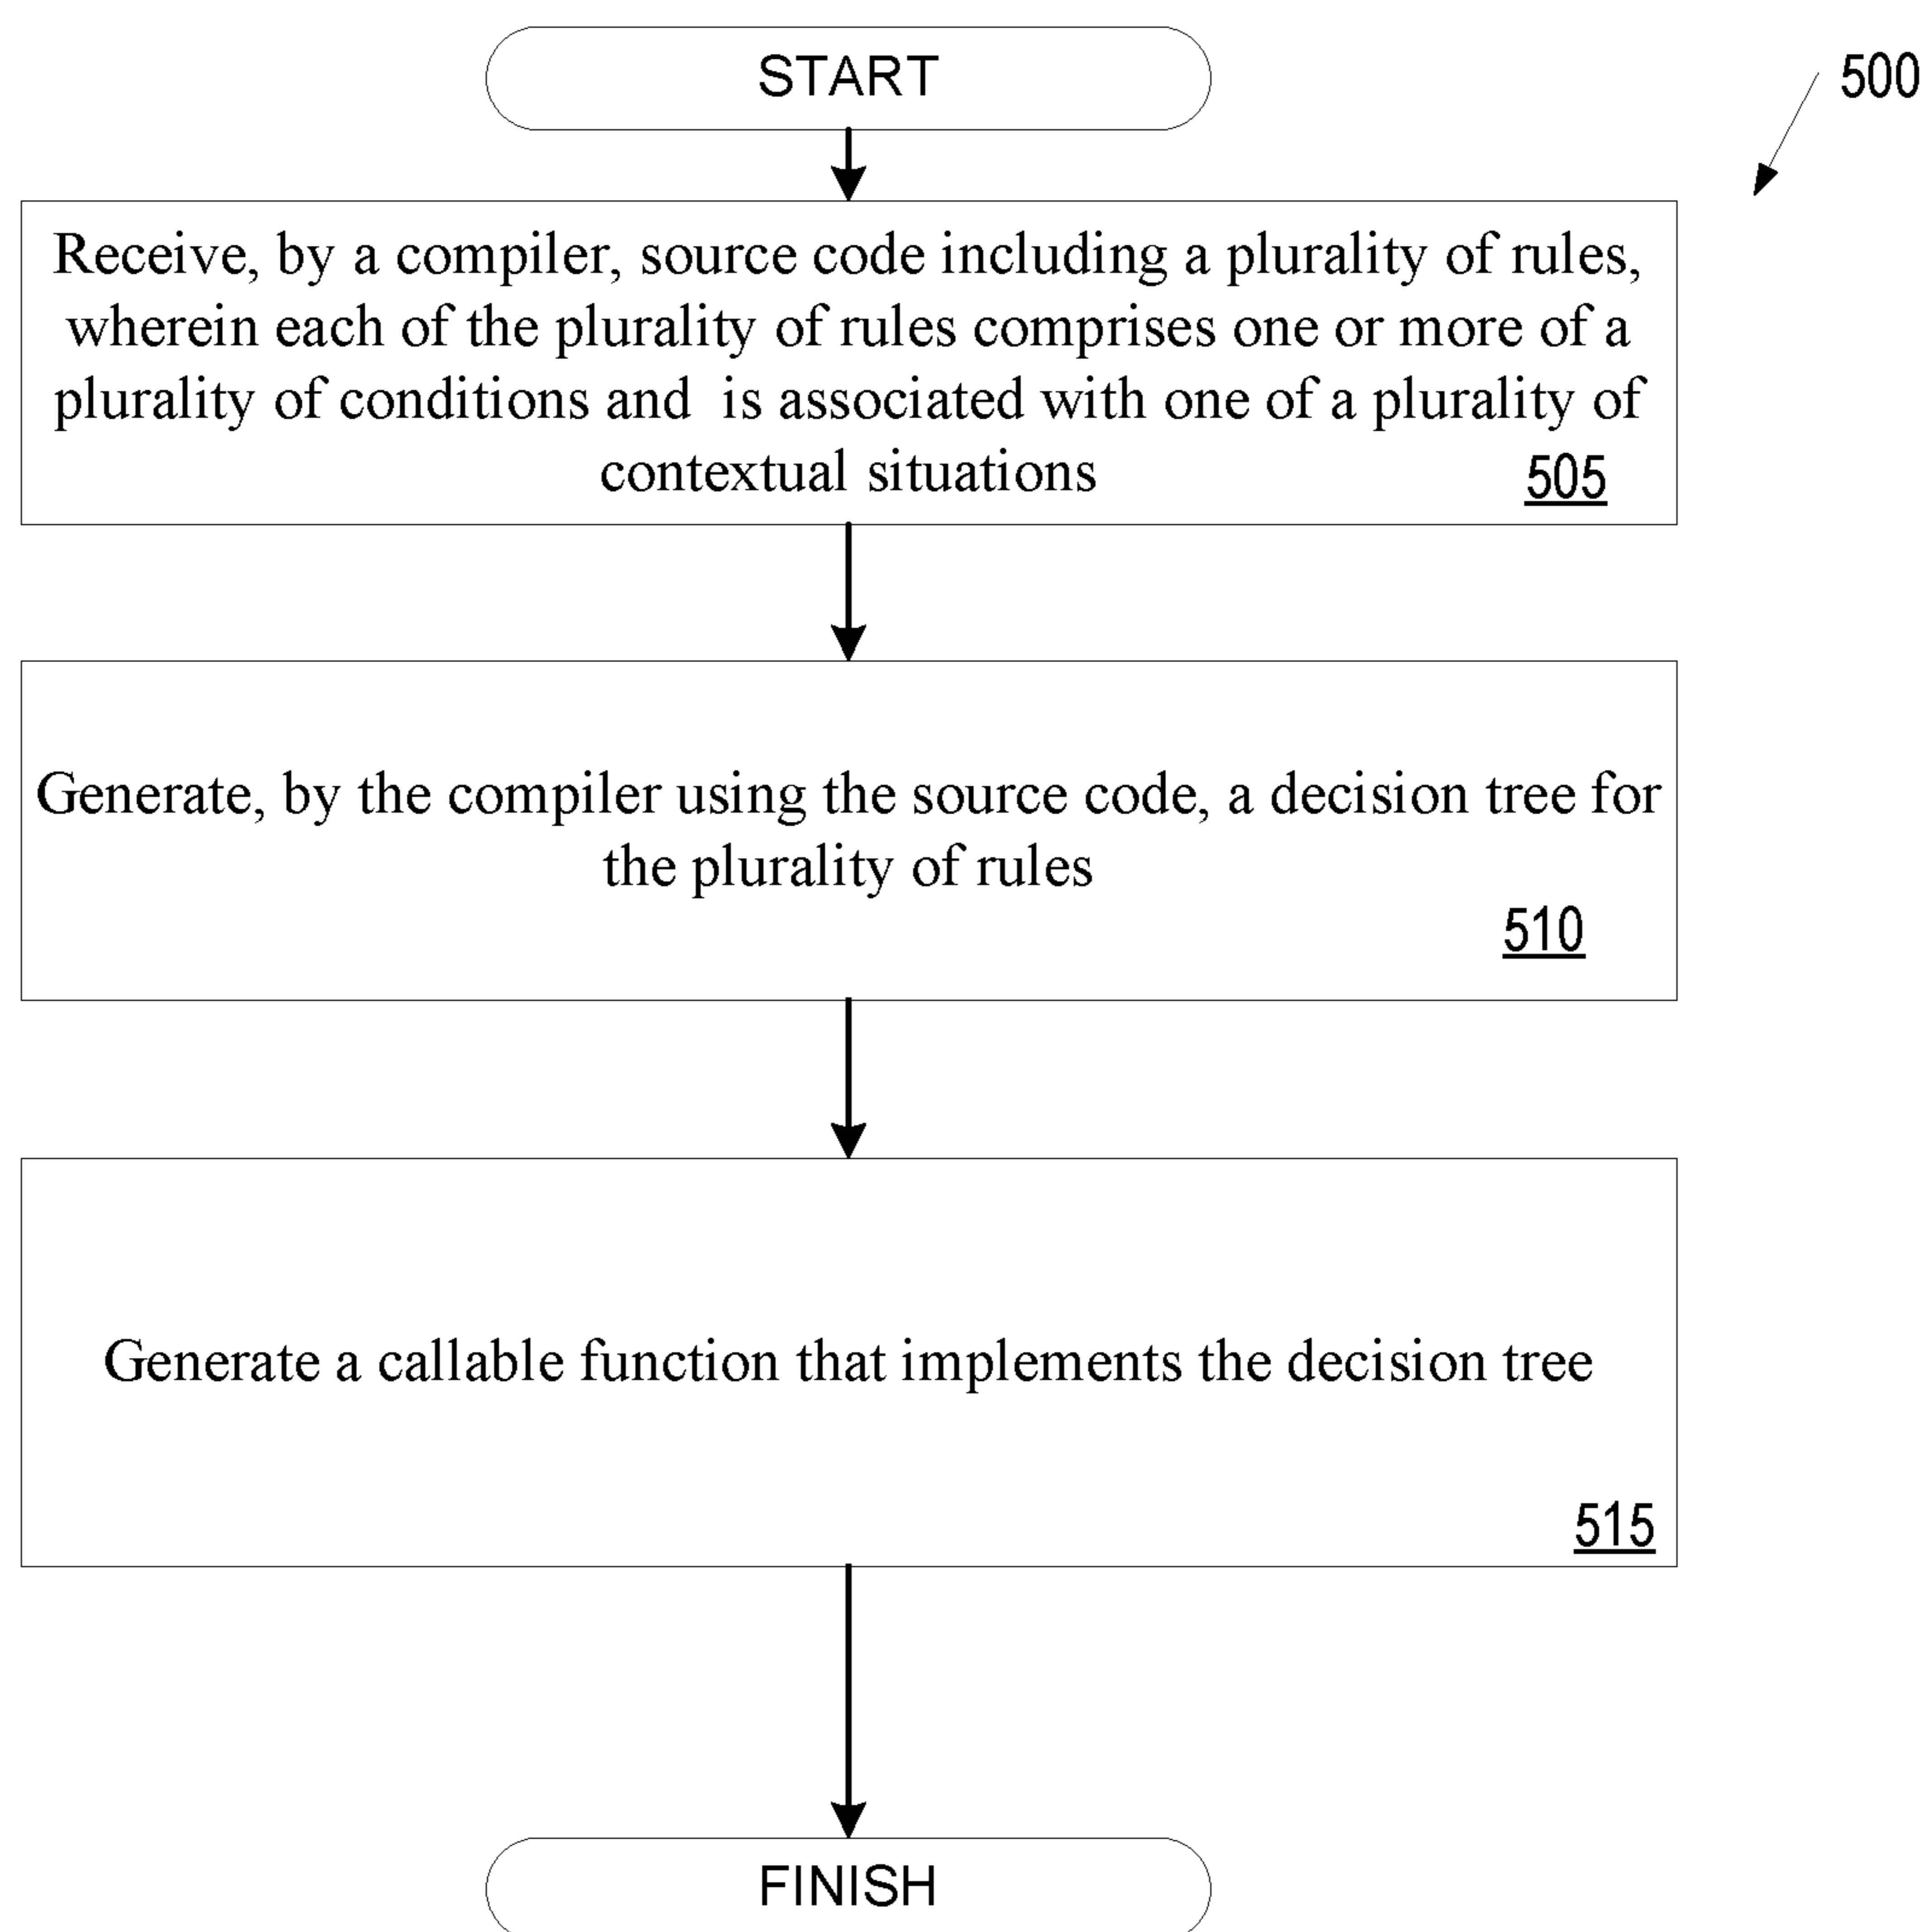 START
500
Receive, by a compiler, source code including a plurality of rules,
wherein each of the plurality of rules comprises one or more of a
plurality of conditions and  is associated with one of a plurality of
contextual situations
505
Generate, by the compiler using the source code, a decision tree for
the plurality of rules
510
Generate a callable function that implements the decision tree
515
FINISH